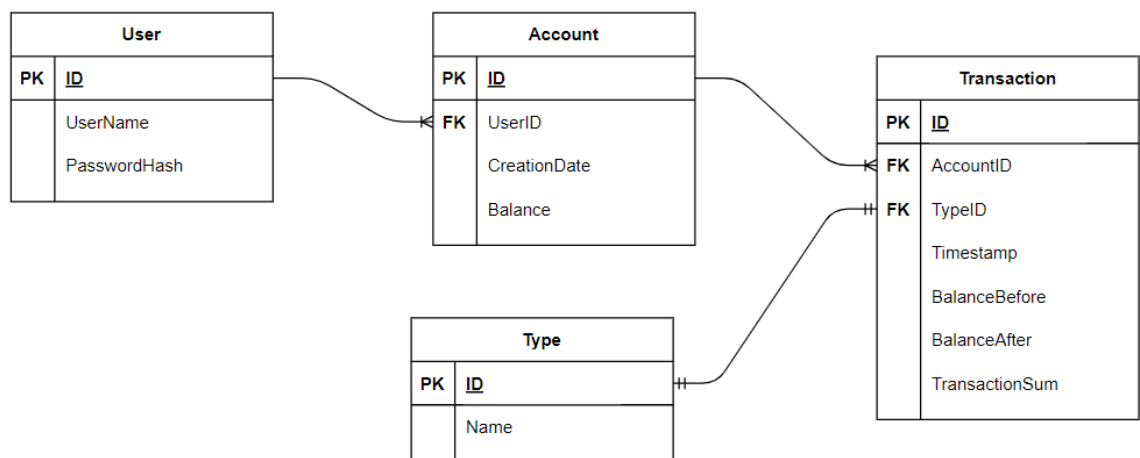 User
PK ID
UserName
PasswordHash
Account
PK ID
FK UserID
CreationDate
Balance
Transaction
PK ID
FK AccountID
FK TypeID
Timestamp
BalanceBefore
BalanceAfter
TransactionSum
Type
PK ID
Name